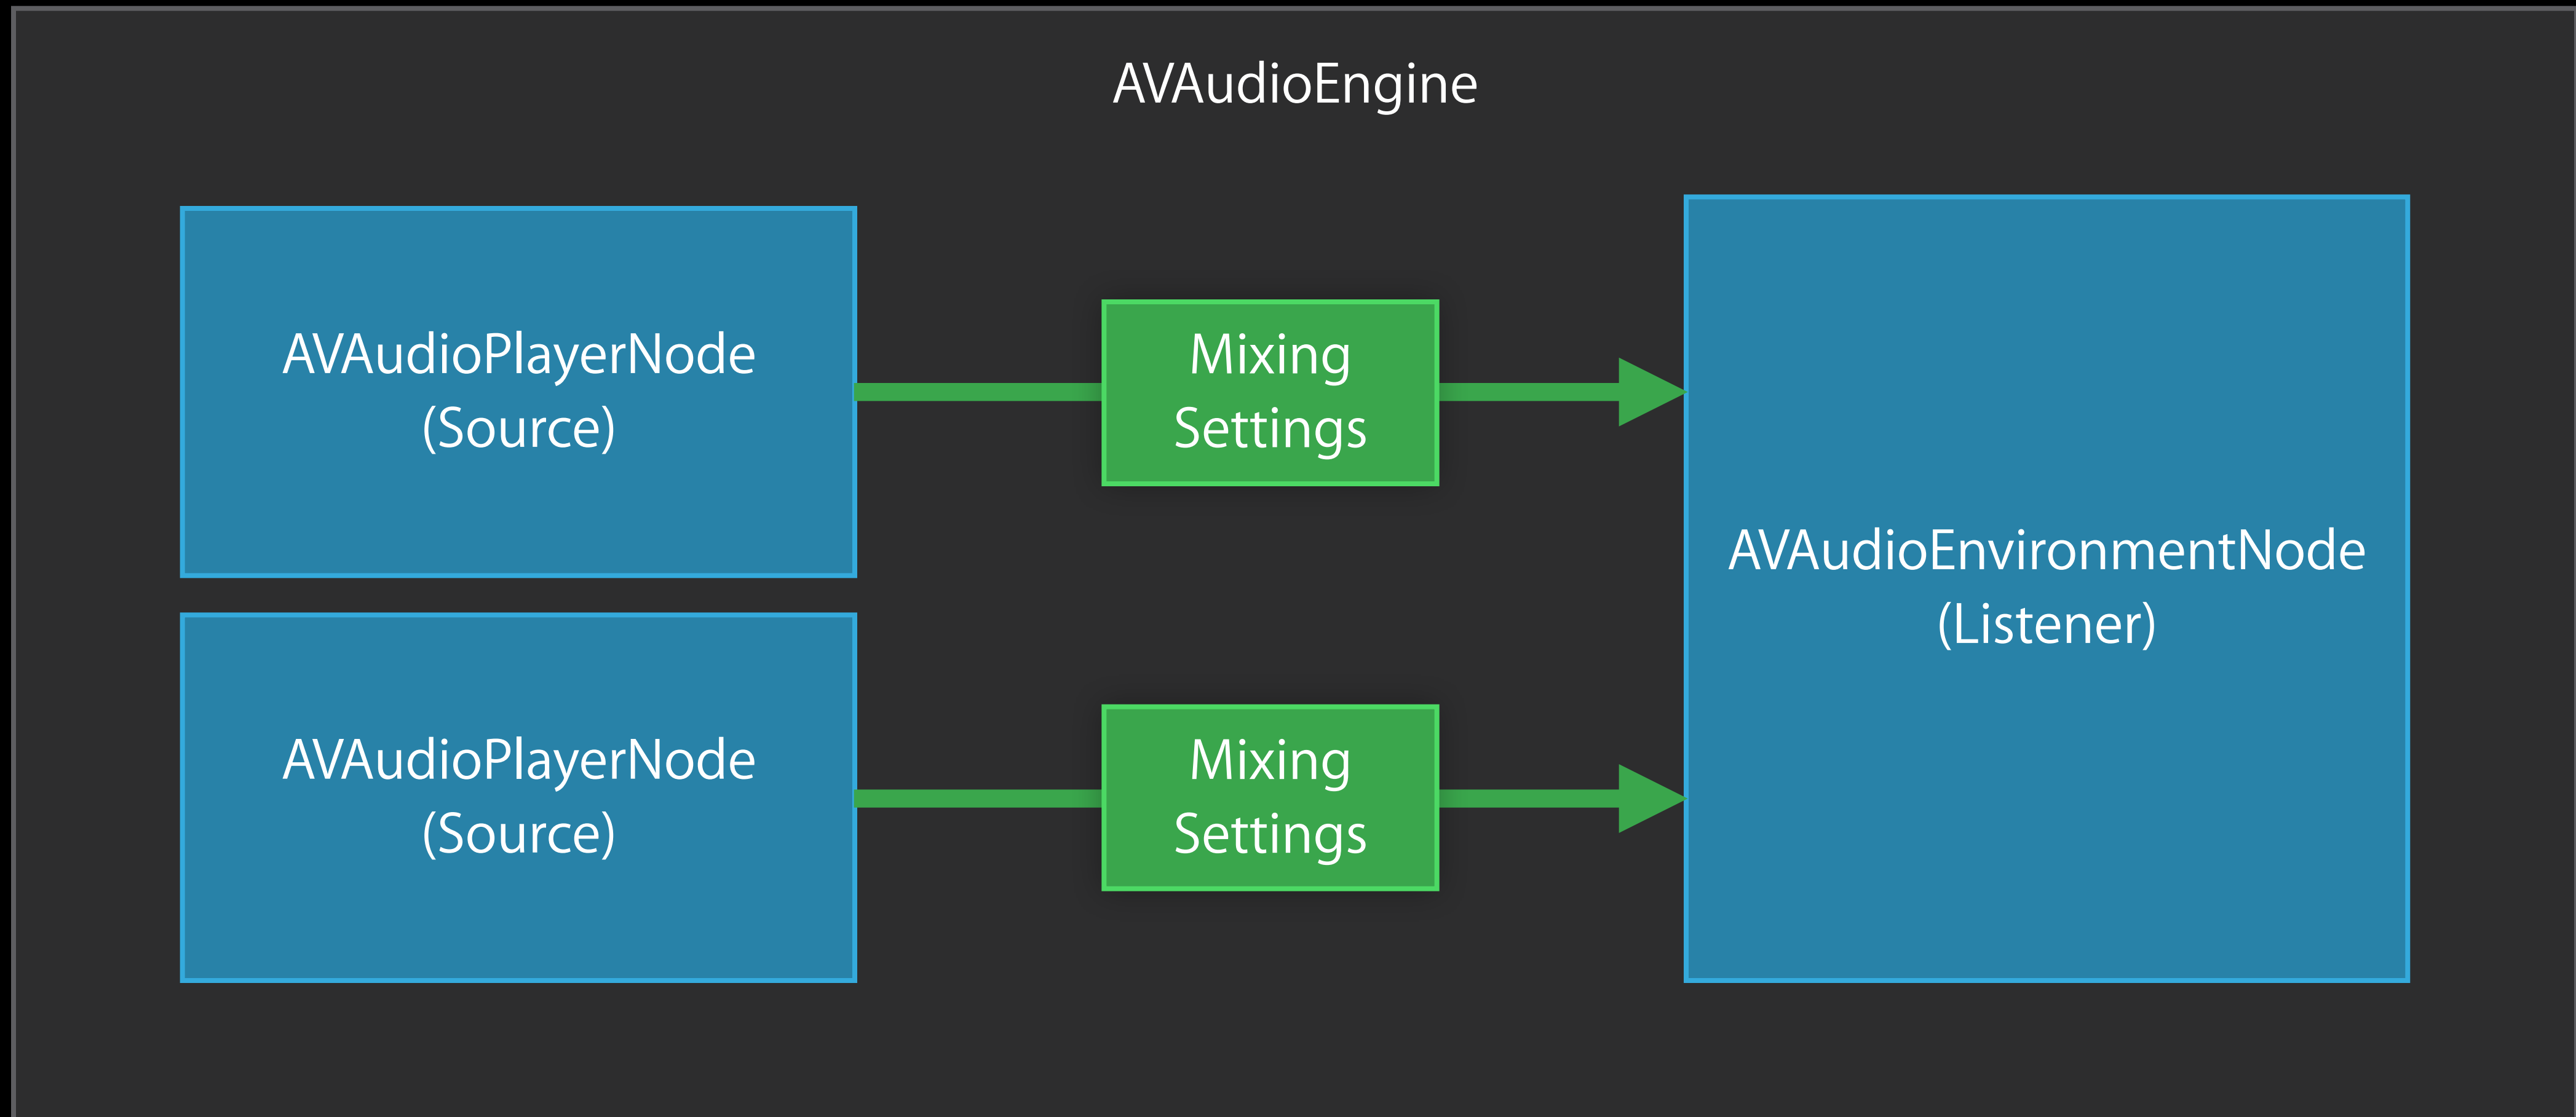 AVAudioEngine
AVAudioPlayerNode
(Source)
Mixing
Settings
AVAudioPlayerNode
(Source)
Mixing
Settings
AVAudioEnvironmentNode
(Listener)